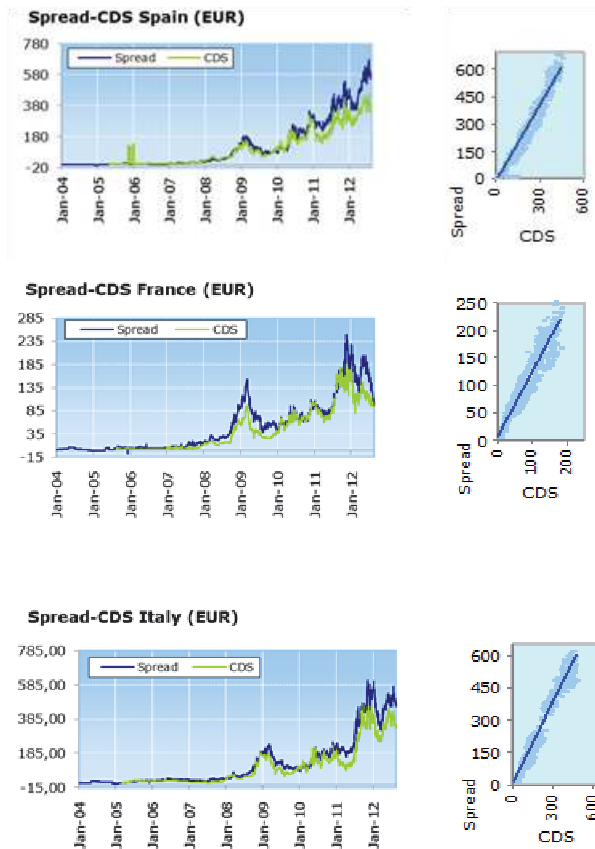 Spread-CDS Spain (EUR)
780
580
380
180
-20
Spread
CDS
Jan-04
Jan-05
Jan-06
Jan-07
Jan-08
Jan-09
Jan-10
Jan-11
Jan-12
600
450
300
150
0
Spread
0
300
600
CDS
Spread-CDS France (EUR)
285
235
185
135
85
35
-15
Spread
CDS
Jan-04
Jan-05
Jan-06
Jan-07
Jan-08
Jan-09
Jan-10
Jan-11
Jan-12
250
200
150
100
50
0
Spread
0
100
200
CDS
Spread-CDS Italy (EUR)
785,00
585,00
385,00
185,00
-15,00
Spread
CDS
Jan-04
Jan-05
Jan-06
Jan-07
Jan-08
Jan-09
Jan-10
Jan-11
Jan-12
600
450
300
150
0
Spread
0
300
600
CDS